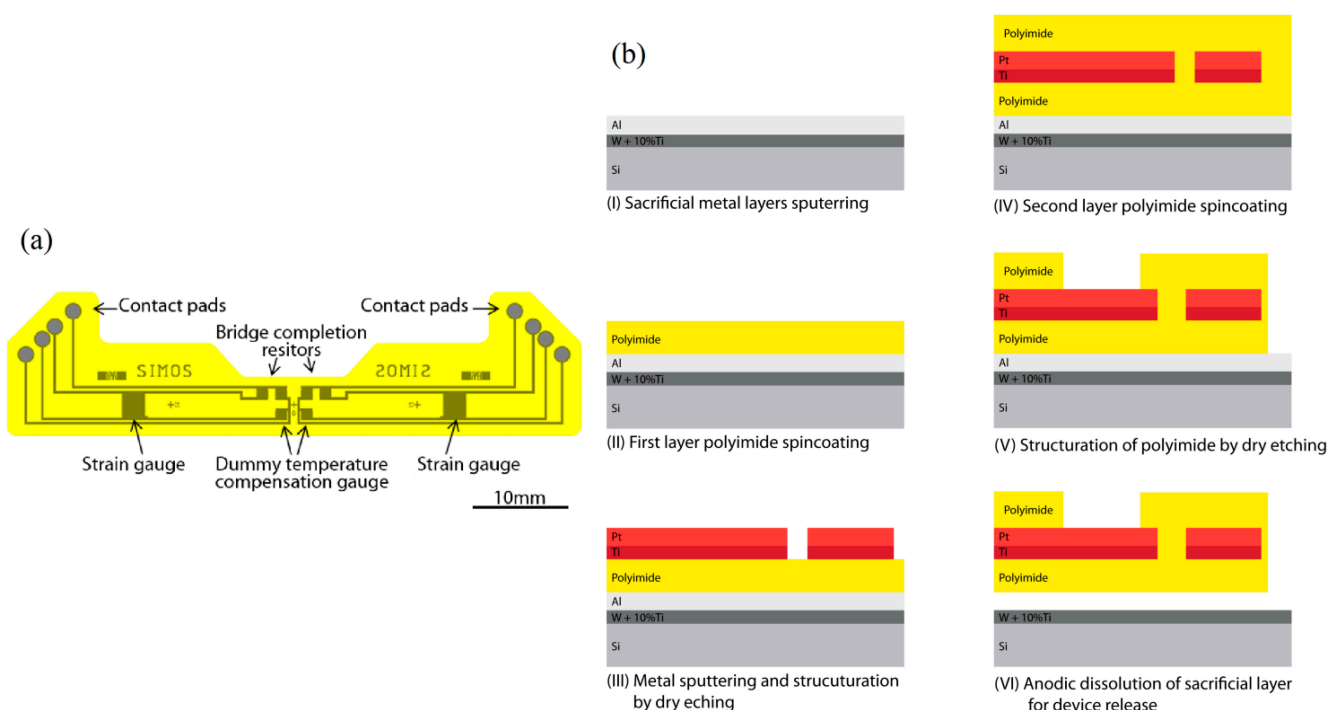 (a)
Contact pads
Contact pads
Bridge completion
resitors
SIMOS
Strain gauge
Dummy temperature
compensation gauge
Strain gauge
10mm
(b)
Al
W + 10%Ti
Si
(I) Sacrificial metal layers sputerring
Polyimide
Al
W + 10%Ti
Si
(II) First layer polyimide spincoating
Pt
Ti
Polyimide
Al
W + 10%Ti
Si
(III) Metal sputtering and strucuturation
by dry eching
Polyimide
Pt
Ti
Polyimide
Al
W + 10%Ti
Si
(IV) Second layer polyimide spincoating
Polyimide
Pt
Ti
Polyimide
Al
W + 10%Ti
Si
(V) Structuration of polyimide by dry etching
Polyimide
Pt
Ti
Polyimide
W + 10%Ti
Si
(VI) Anodic dissolution of sacrificial layer
for device release